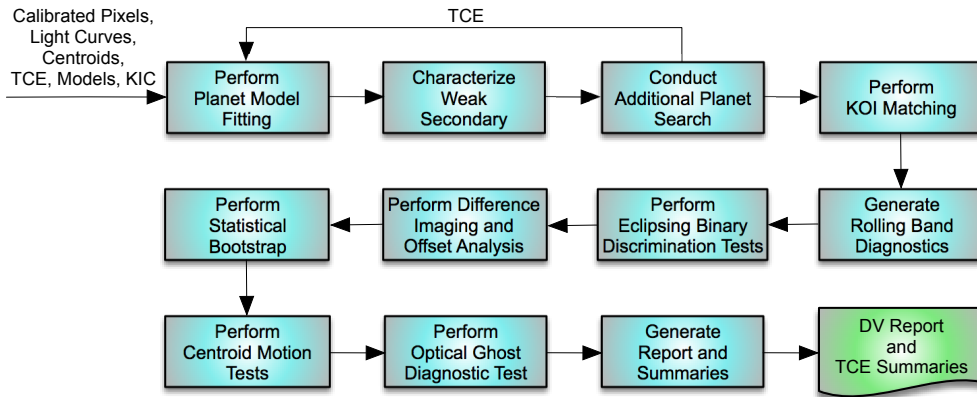 Calibrated Pixels,
Light Curves,
Centroids,
TCE, Models, KIC
TCE
Perform
Planet Model
Fitting
Characterize
Weak
Secondary
Conduct
Additional Planet
Search
Perform
KOI Matching
Generate
Rolling Band
Diagnostics
Perform
Eclipsing Binary
Discrimination Tests
Perform Difference
Imaging and
Offset Analysis
Perform
Statistical
Bootstrap
Perform
Centroid Motion
Tests
Perform
Optical Ghost
Diagnostic Test
Generate
Report and
Summaries
DV Report
and
TCE Summaries